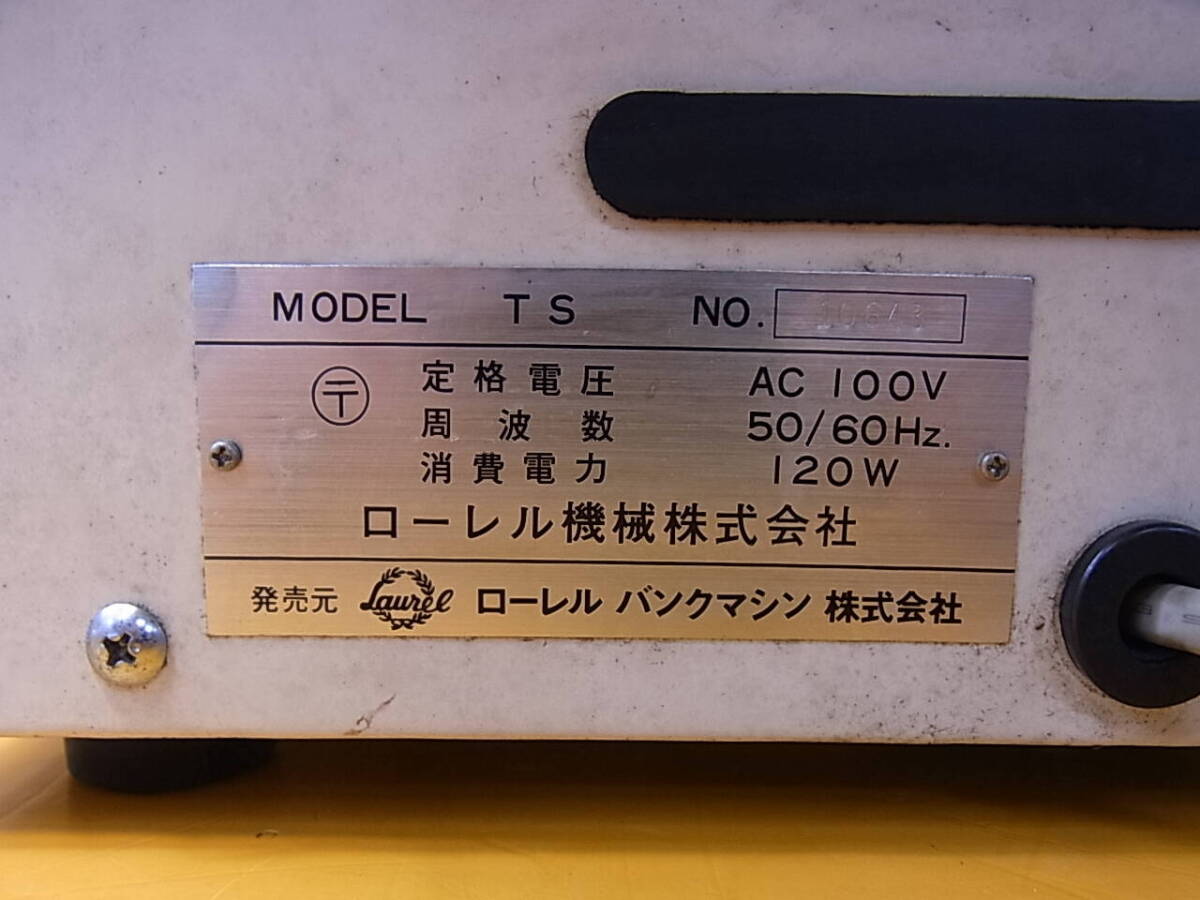 MODEL TS NO. 10643
〒 定格電圧 AC 100V
周波数 50/60Hz.
消費電力 120W
ローレル機械株式会社
発売元 Laurel ローレル バンクマシン 株式会社